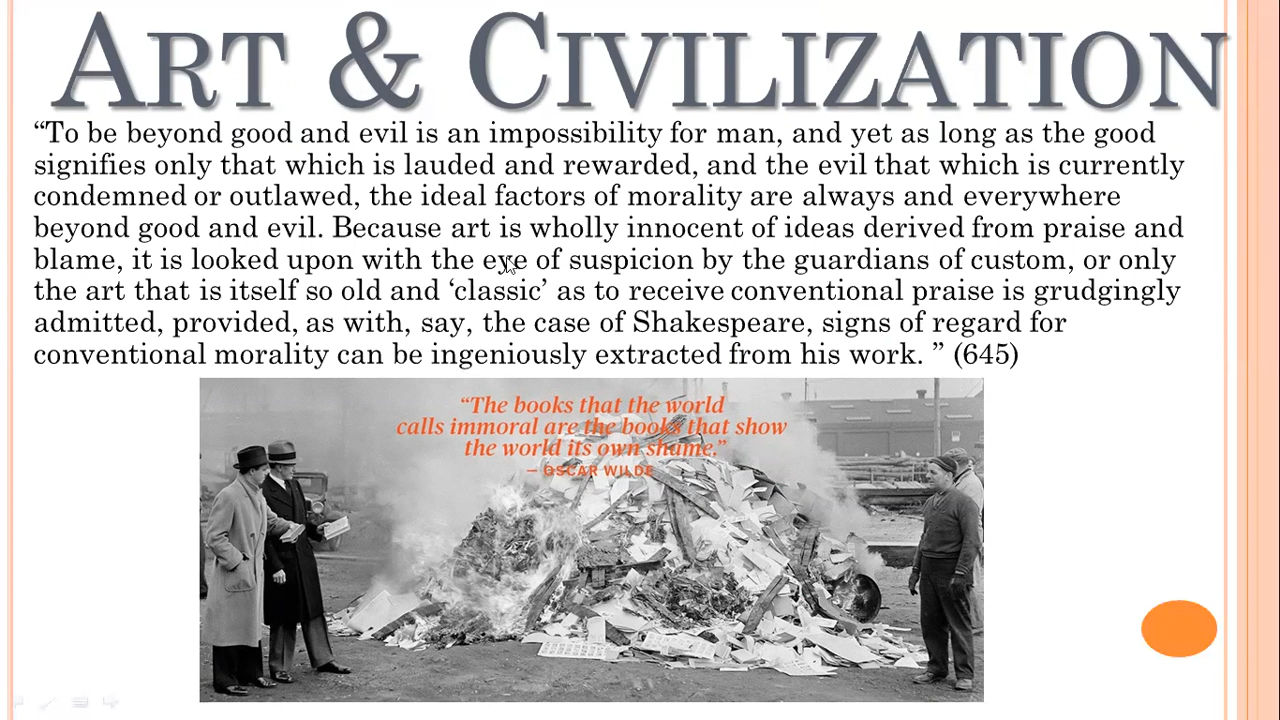 ART & CIVILIZATION
“To be beyond good and evil is an impossibility for man, and yet as long as the good
signifies only that which is lauded and rewarded, and the evil that which is currently
condemned or outlawed, the ideal factors of morality are always and everywhere
beyond good and evil. Because art is wholly innocent of ideas derived from praise and
blame, it is looked upon with the eye of suspicion by the guardians of custom, or only
the art that is itself so old and ‘classic’ as to receive conventional praise is grudgingly
admitted, provided, as with, say, the case of Shakespeare, signs of regard for
conventional morality can be ingeniously extracted from his work. ” (645)
“The books that the world
calls immoral are the books that show
the world its own shame.”
— OSCAR WILDE